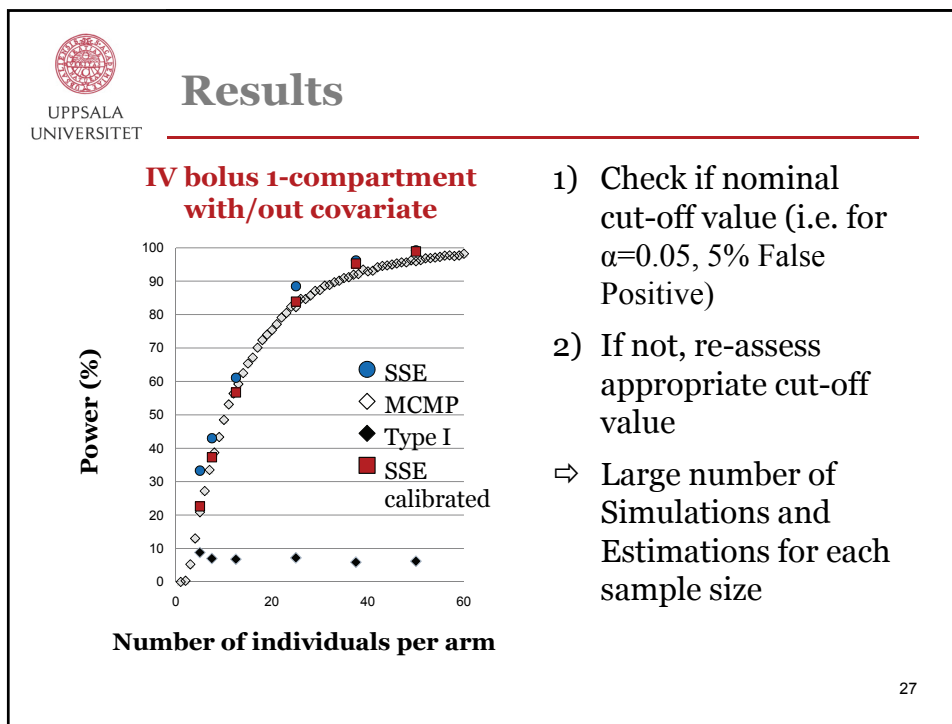 UPPSALA
UNIVERSITET
Results
IV bolus 1-compartment
with/out covariate
Power (%)
100
90
80
70
60
50
40
30
20
10
0
0
20
40
60
SSE
MCMP
Type I
SSE
calibrated
Number of individuals per arm
1) Check if nominal
cut-off value (i.e. for
α=0.05, 5% False
Positive)
2) If not, re-assess
appropriate cut-off
value
⇨ Large number of
Simulations and
Estimations for each
sample size
27